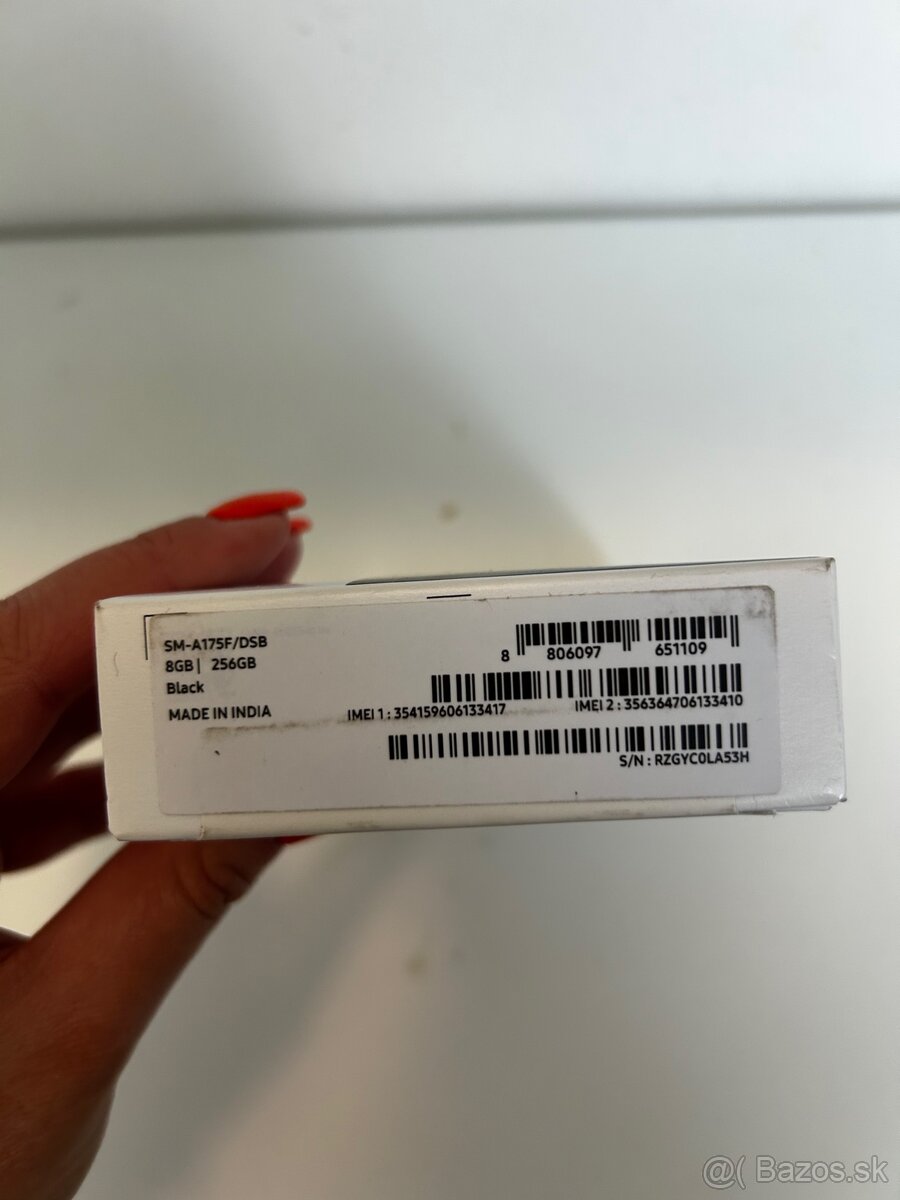 SM-A175F/DSB
8GB | 256GB
Black
MADE IN INDIA
8 806097 651109
IMEI 1 : 354159606133417
IMEI 2 : 356364706133410
S/N : RZGYC0LA53H
@( Bazos.sk